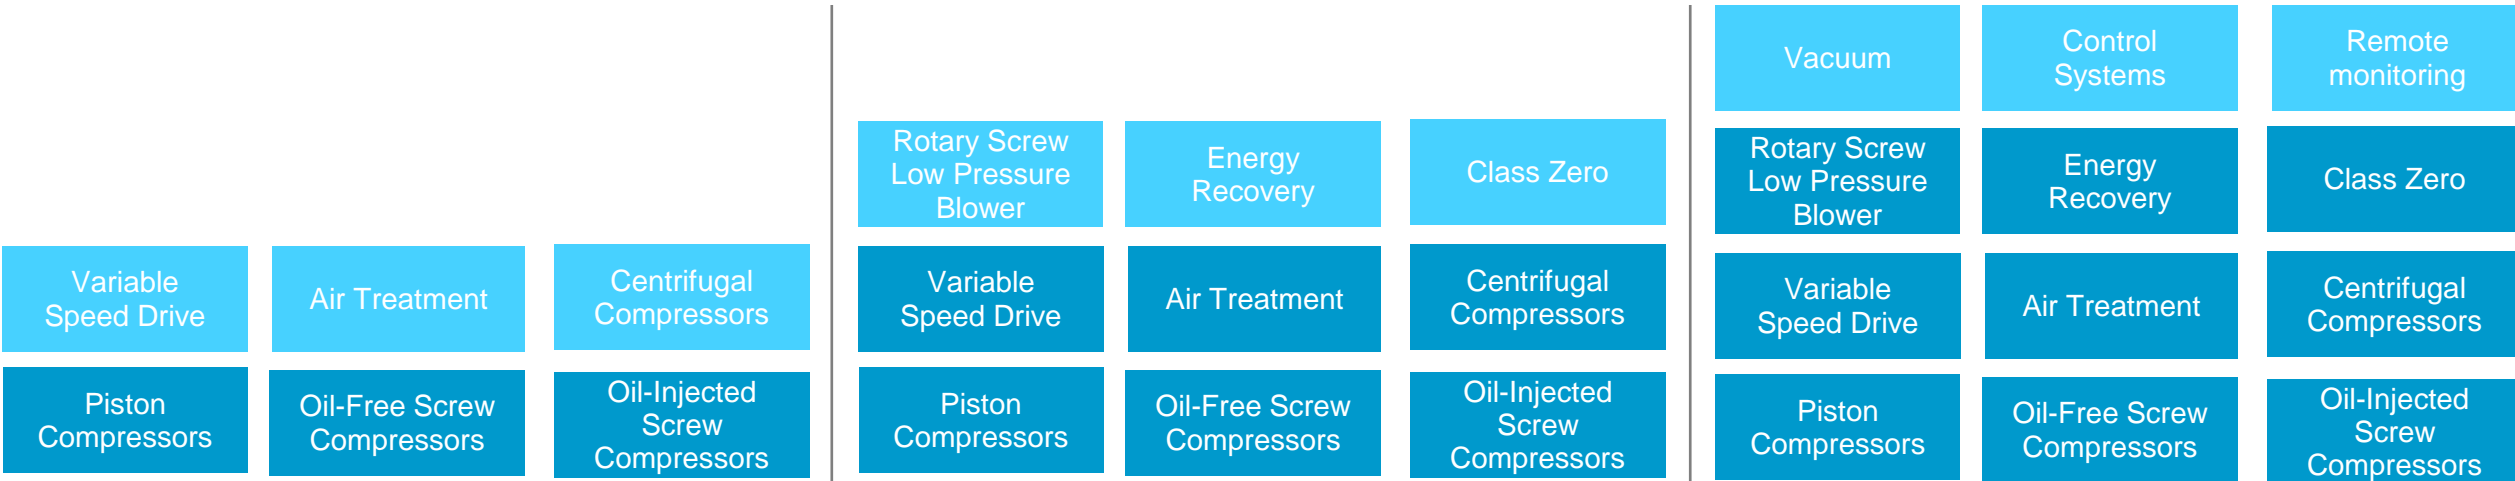 Variable
Speed Drive
Air Treatment
Centrifugal
Compressors
Piston
Compressors
Oil-Free Screw
Compressors
Oil-Injected
Screw
Compressors
Rotary Screw
Low Pressure
Blower
Energy
Recovery
Class Zero
Variable
Speed Drive
Air Treatment
Centrifugal
Compressors
Piston
Compressors
Oil-Free Screw
Compressors
Oil-Injected
Screw
Compressors
Vacuum
Control
Systems
Remote
monitoring
Rotary Screw
Low Pressure
Blower
Energy
Recovery
Class Zero
Variable
Speed Drive
Air Treatment
Centrifugal
Compressors
Piston
Compressors
Oil-Free Screw
Compressors
Oil-Injected
Screw
Compressors